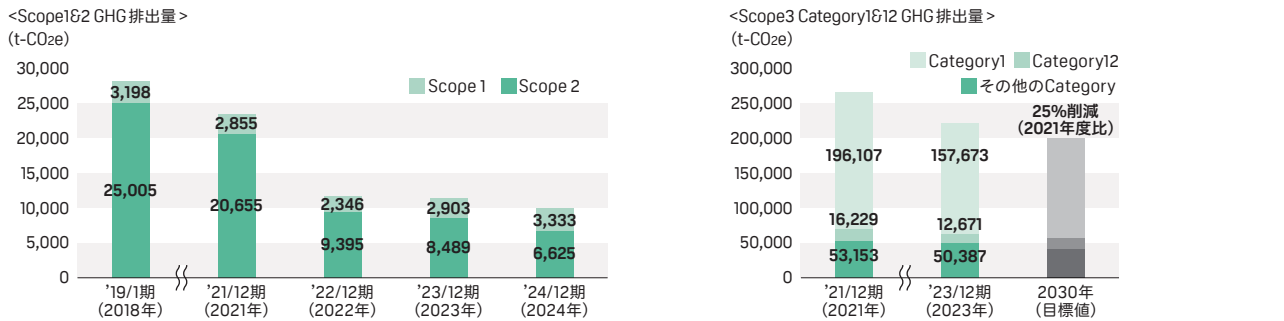 <Scope1&2 GHG排出量>
(t-CO2e)
30,000
25,000
20,000
15,000
10,000
5,000
0
Scope 1 Scope 2
3,198
25,005
2,855
20,655
2,346
9,395
2,903
8,489
3,333
6,625
’19/1期 ’21/12期 ’22/12期 ’23/12期 ’24/12期
(2018年) (2021年) (2022年) (2023年) (2024年)
<Scope3 Category1&12 GHG排出量>
(t-CO2e)
300,000
250,000
200,000
150,000
100,000
50,000
0
Category1 Category12
その他のCategory
25%削減
(2021年度比)
196,107
16,229
53,153
157,673
12,671
50,387
’21/12期 ’23/12期 2030年
(2021年) (2023年) (目標値)